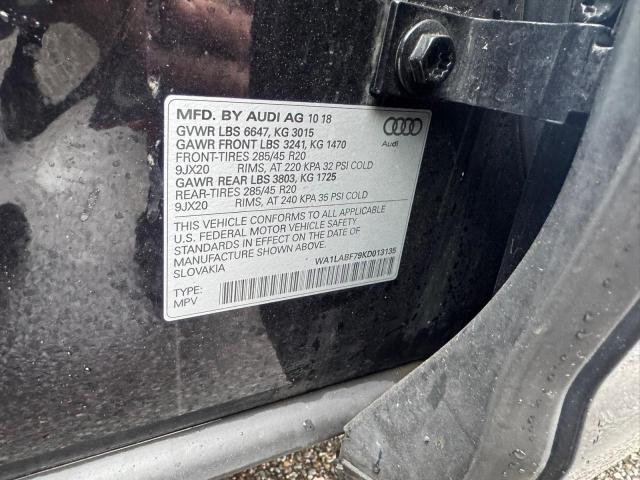 MFD. BY AUDI AG 10 18
GVWR LBS 6647, KG 3015
GAWR FRONT LBS 3241, KG 1470
FRONT-TIRES 285/45 R20
9JX20 RIMS, AT 220 KPA 32 PSI COLD
GAWR REAR LBS 3803, KG 1725
REAR-TIRES 285/45 R20
9JX20 RIMS, AT 240 KPA 35 PSI COLD
Audi
THIS VEHICLE CONFORMS TO ALL APPLICABLE
U.S. FEDERAL MOTOR VEHICLE SAFETY
STANDARDS IN EFFECT ON THE DATE OF
MANUFACTURE SHOWN ABOVE.
SLOVAKIA
WA1LABF79KD013135
TYPE:
MPV